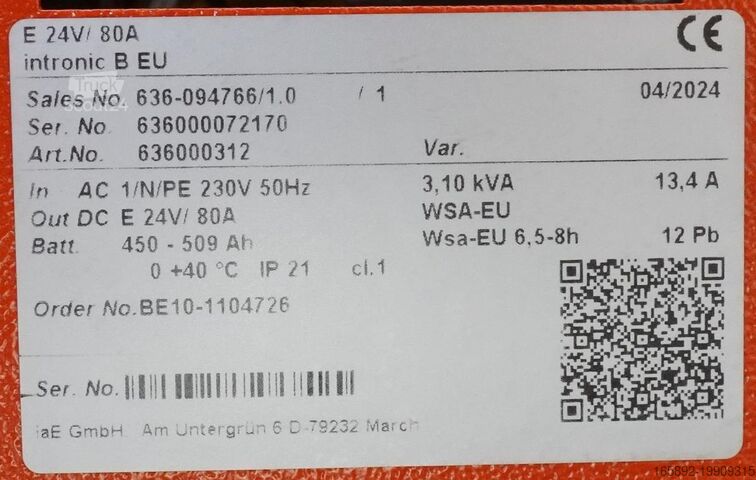 E 24V/ 80A
intronic B EU
Sales No. 636-094766/1.0 / 1 04/2024
Ser. No. 636000072170
Art.No. 636000312 Var.
In AC 1/N/PE 230V 50Hz 3,10 kVA 13,4 A
Out DC E 24V/ 80A WSA-EU
Batt. 450 - 509 Ah Wsa-EU 6,5-8h 12 Pb
0 +40 °C IP 21 cl.1
Order No.BE10-1104726
Ser. No.
iaE GmbH. Am Untergrün 6 D-79232 March
Truck
Scout24
165892-19909315